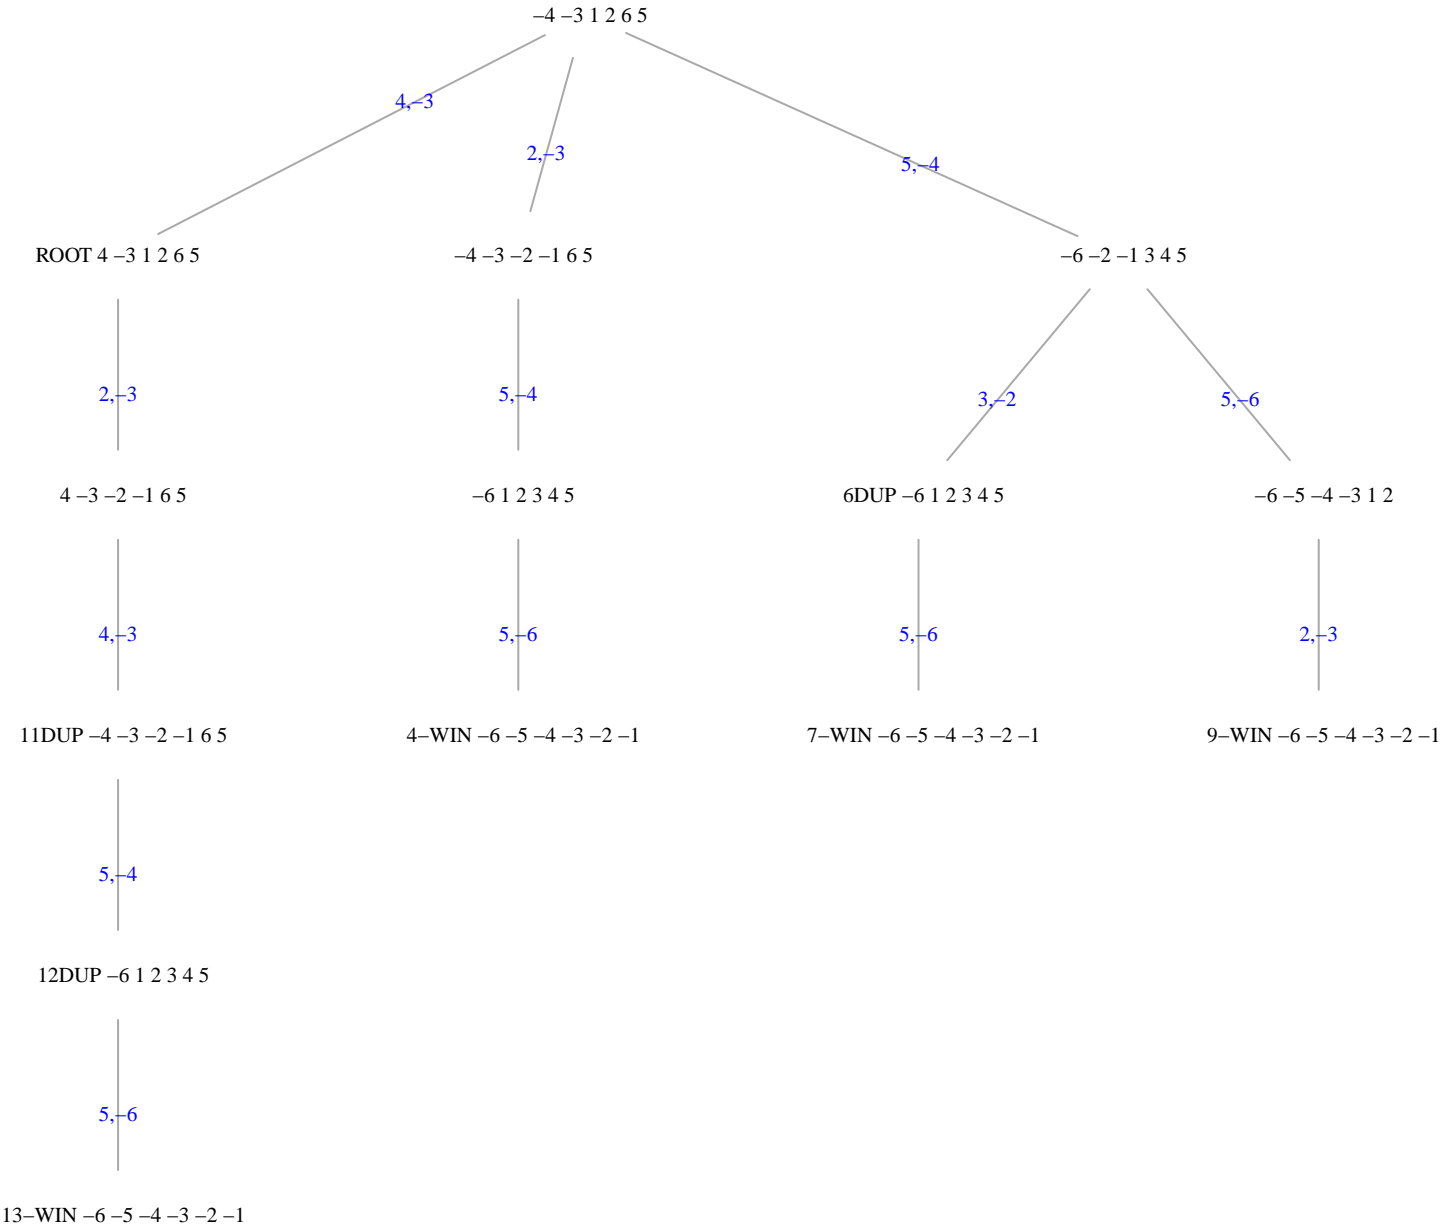 –4 –3 1 2 6 5
4,–3
2,–3
5,–4
ROOT 4 –3 1 2 6 5
–4 –3 –2 –1 6 5
–6 –2 –1 3 4 5
2,–3
5,–4
3,–2
5,–6
4 –3 –2 –1 6 5
–6 1 2 3 4 5
6DUP –6 1 2 3 4 5
–6 –5 –4 –3 1 2
4,–3
5,–6
5,–6
2,–3
11DUP –4 –3 –2 –1 6 5
4–WIN –6 –5 –4 –3 –2 –1
7–WIN –6 –5 –4 –3 –2 –1
9–WIN –6 –5 –4 –3 –2 –1
5,–4
12DUP –6 1 2 3 4 5
5,–6
13–WIN –6 –5 –4 –3 –2 –1